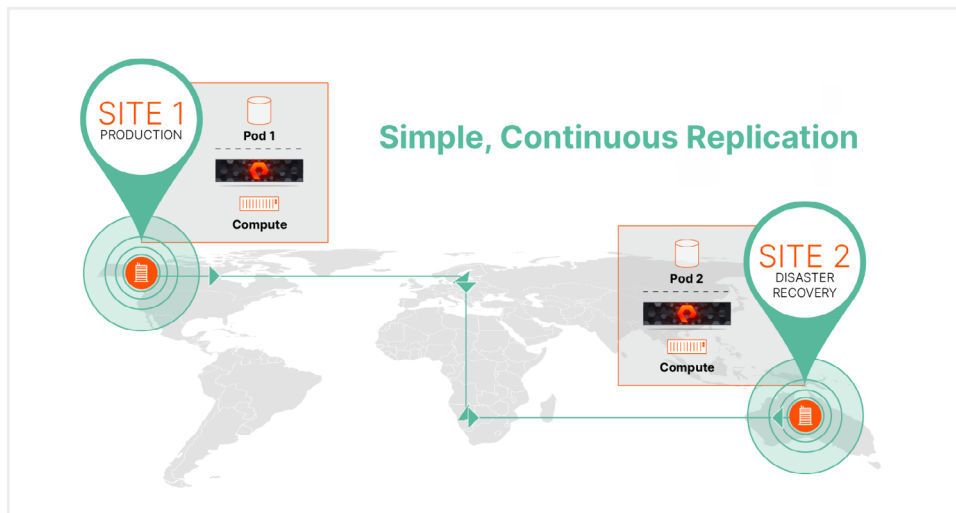 SITE 1
PRODUCTION
Pod 1
Compute
Simple, Continuous Replication
Pod 2
Compute
SITE 2
DISASTER
RECOVERY